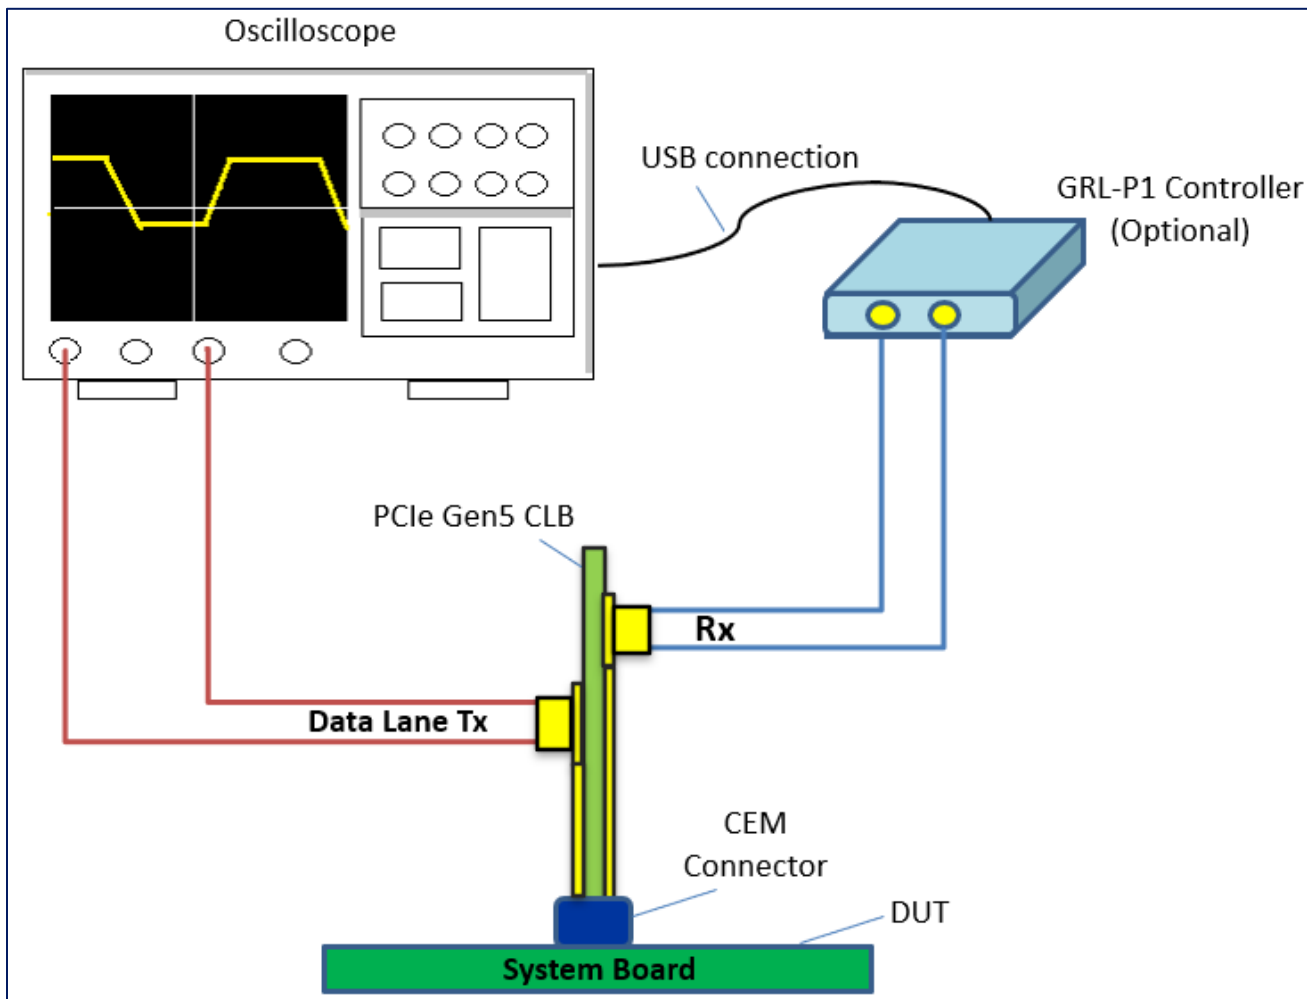 Oscilloscope
USB connection
GRL-P1 Controller
(Optional)
PCIe Gen5 CLB
Rx
Data Lane Tx
CEM
Connector
DUT
System Board